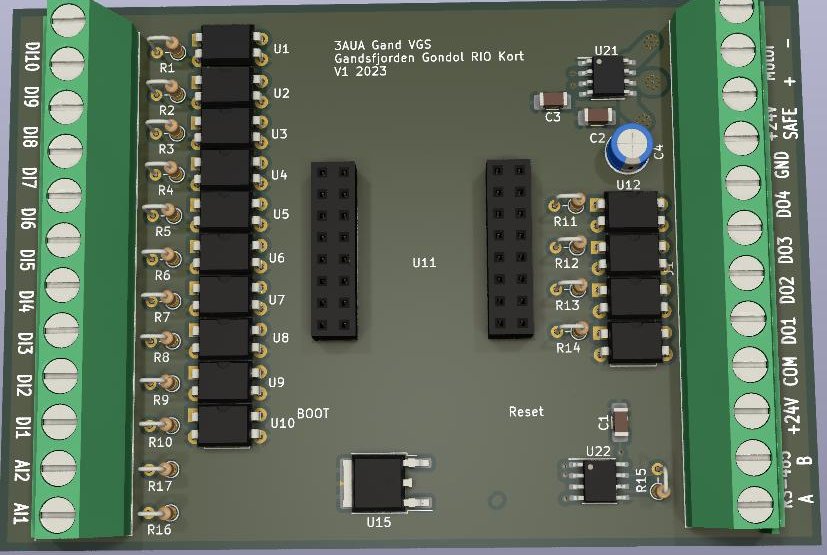 3AUA Gand VGS
Gandsfjorden Gondol RIO Kort
V1 2023
DI10
DI9
DI8
DI7
DI6
DI5
DI4
DI3
DI2
DI1
AI2
AI1
R1
R2
R3
R4
R5
R6
R7
R8
R9
R10
R17
R16
U1
U2
U3
U4
U5
U6
U7
U8
U9
U10
BOOT
U11
Reset
U15
U21
C3
C2
C4
U12
R11
R12
R13
R14
C1
U22
R15
Motor
-
+
+24V
SAFE
GND
DO4
DO3
DO2
DO1
COM
+24V
RS-485
B
A